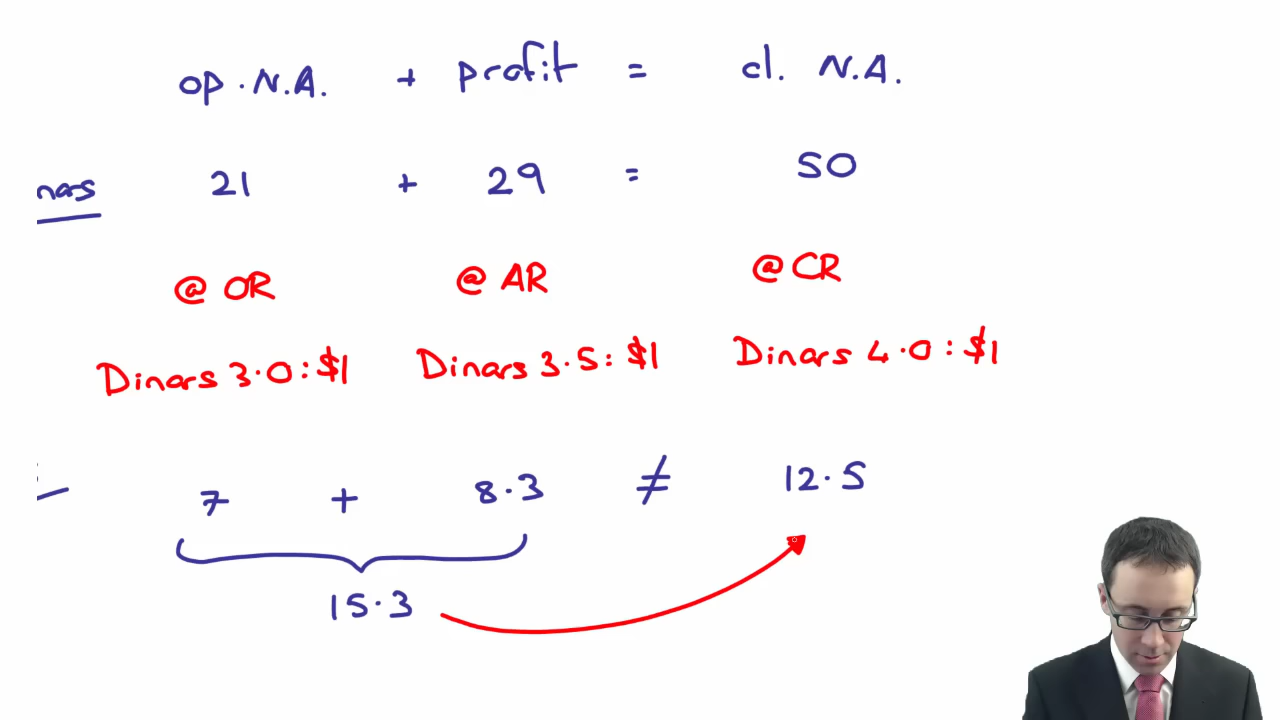 op. N.A. + profit = cl. N.A.
nars 21 + 29 = 50
@ OR @ AR @ CR
Dinars 3.0 : $1 Dinars 3.5 : $1 Dinars 4.0 : $1
7 + 8.3 ≠ 12.5
15.3